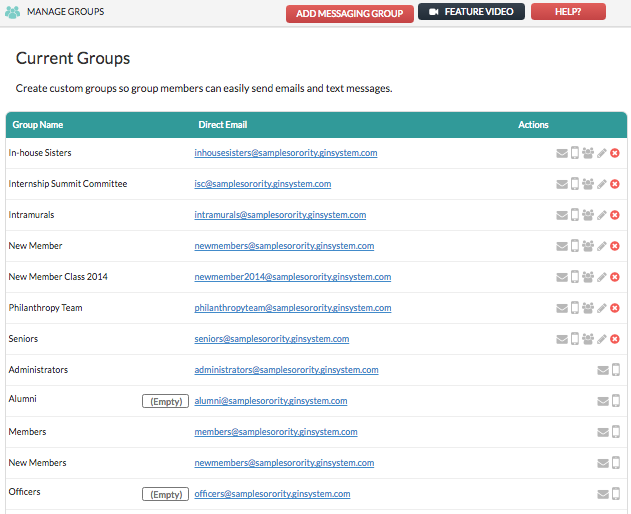 MANAGE GROUPS ADD MESSAGING GROUP FEATURE VIDEO HELP?
Current Groups
Create custom groups so group members can easily send emails and text messages.
Group Name Direct Email Actions
In-house Sisters inhousesisters@samplesorority.ginsystem.com
Internship Summit Committee isc@samplesorority.ginsystem.com
Intramurals intramurals@samplesorority.ginsystem.com
New Member newmembers@samplesorority.ginsystem.com
New Member Class 2014 newmember2014@samplesorority.ginsystem.com
Philanthropy Team philanthropyteam@samplesorority.ginsystem.com
Seniors seniors@samplesorority.ginsystem.com
Administrators administrators@samplesorority.ginsystem.com
Alumni (Empty) alumni@samplesorority.ginsystem.com
Members members@samplesorority.ginsystem.com
New Members newmembers@samplesorority.ginsystem.com
Officers (Empty) officers@samplesorority.ginsystem.com